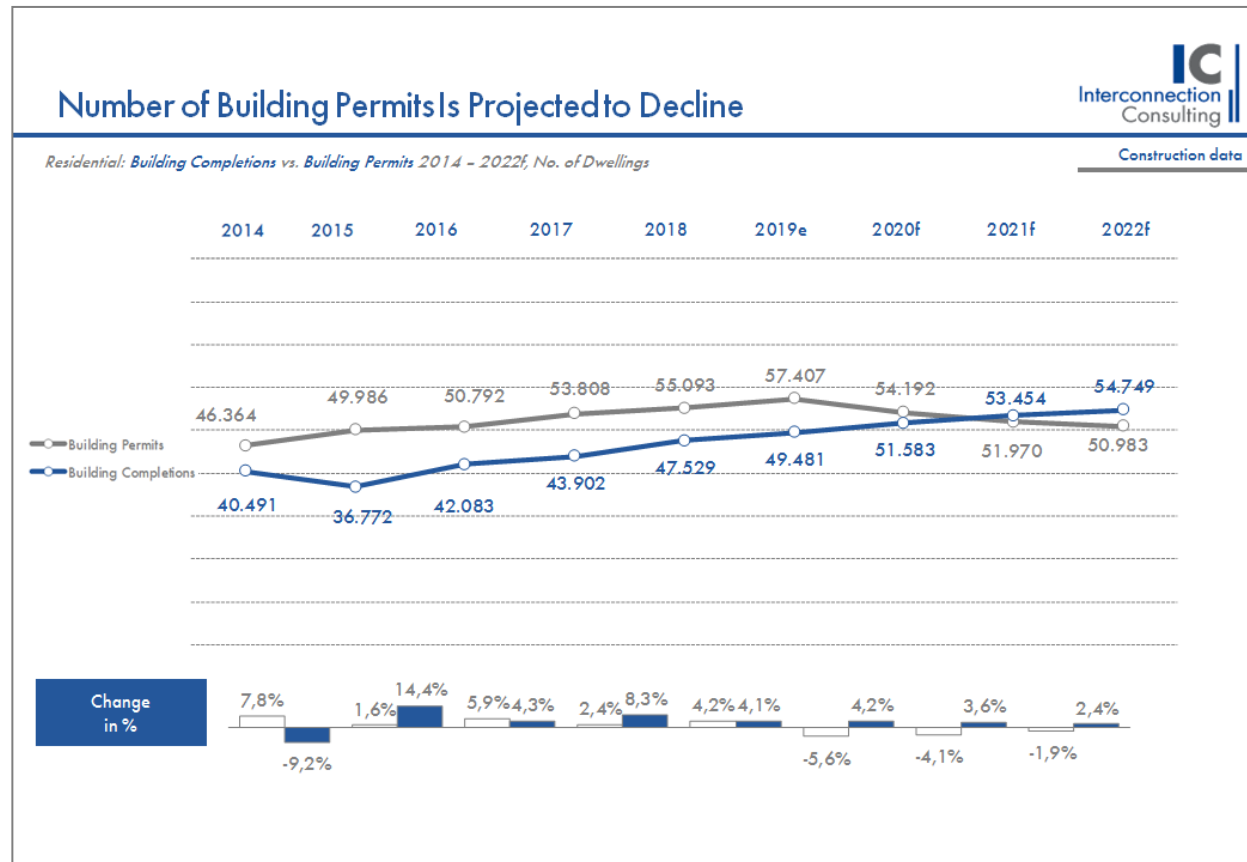 IC
Interconnection
Consulting
Number of Building Permits Is Projected to Decline
Residential: Building Completions vs. Building Permits 2014 – 2022f, No. of Dwellings
Construction data
2014 2015 2016 2017 2018 2019e 2020f 2021f 2022f
46.364 49.986 50.792 53.808 55.093 57.407 54.192 53.454 54.749
Building Permits
Building Completions
40.491 36.772 42.083 43.902 47.529 49.481 51.583 51.970 50.983
Change
in %
7,8% -9,2% 1,6% 14,4% 5,9% 4,3% 2,4% 8,3% 4,2% 4,1% -5,6% 4,2% -4,1% 3,6% -1,9% 2,4%